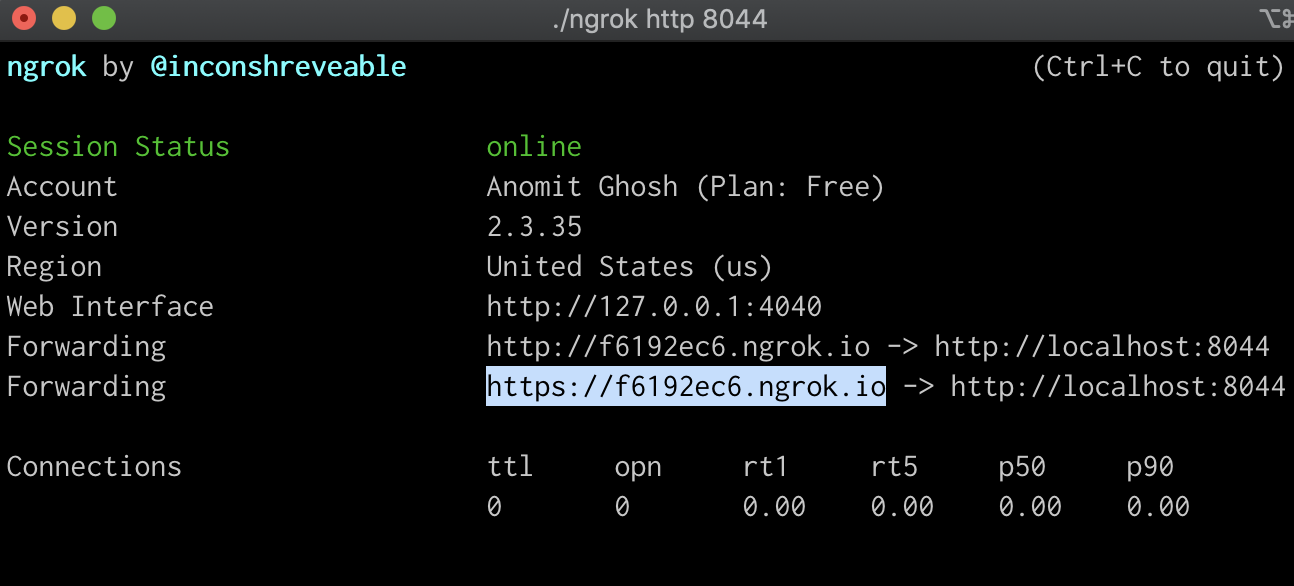 ./ngrok http 8044
ngrok by @inconshreveable (Ctrl+C to quit)
Session Status online
Account Anomit Ghosh (Plan: Free)
Version 2.3.35
Region United States (us)
Web Interface http://127.0.0.1:4040
Forwarding http://f6192ec6.ngrok.io -> http://localhost:8044
Forwarding https://f6192ec6.ngrok.io -> http://localhost:8044
Connections ttl opn rt1 rt5 p50 p90
0 0 0.00 0.00 0.00 0.00